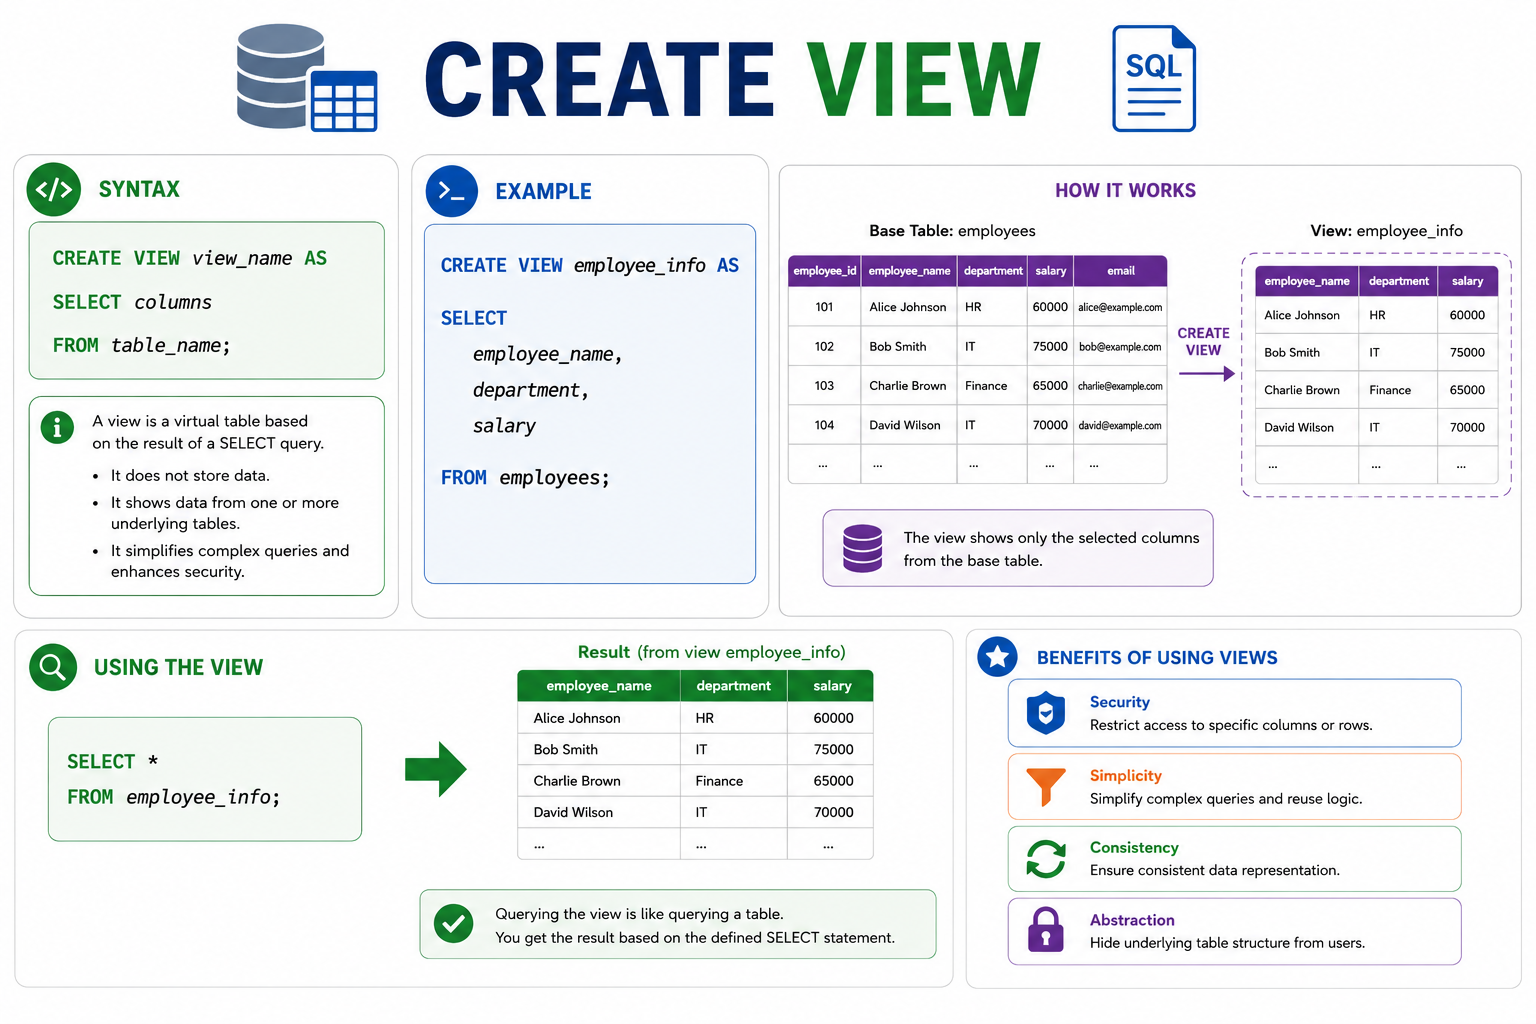 CREATE VIEW
SQL
SYNTAX
CREATE VIEW view_name AS
SELECT columns
FROM table_name;
A view is a virtual table based
on the result of a SELECT query.
• It does not store data.
• It shows data from one or more
underlying tables.
• It simplifies complex queries and
enhances security.
EXAMPLE
CREATE VIEW employee_info AS
SELECT
employee_name,
department,
salary
FROM employees;
HOW IT WORKS
Base Table: employees
employee_id employee_name department salary email
101 Alice Johnson HR 60000 alice@example.com
102 Bob Smith IT 75000 bob@example.com
103 Charlie Brown Finance 65000 charlie@example.com
104 David Wilson IT 70000 david@example.com
... ... ... ... ...
CREATE
VIEW
View: employee_info
employee_name department salary
Alice Johnson HR 60000
Bob Smith IT 75000
Charlie Brown Finance 65000
David Wilson IT 70000
... ... ...
The view shows only the selected columns
from the base table.
USING THE VIEW
SELECT *
FROM employee_info;
Result (from view employee_info)
employee_name department salary
Alice Johnson HR 60000
Bob Smith IT 75000
Charlie Brown Finance 65000
David Wilson IT 70000
... ... ...
Querying the view is like querying a table.
You get the result based on the defined SELECT statement.
BENEFITS OF USING VIEWS
Security
Restrict access to specific columns or rows.
Simplicity
Simplify complex queries and reuse logic.
Consistency
Ensure consistent data representation.
Abstraction
Hide underlying table structure from users.